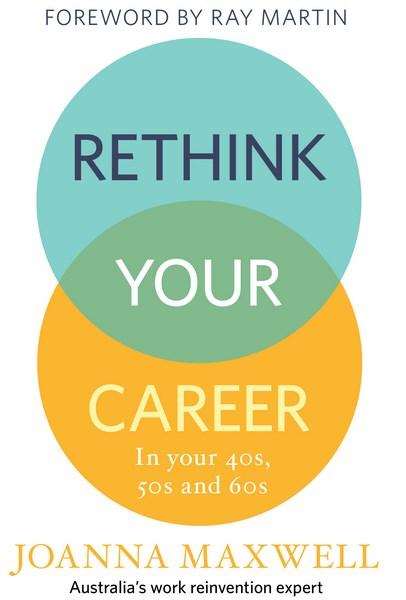 FOREWORD BY RAY MARTIN
RETHINK
YOUR
CAREER
In your 40s,
50s and 60s
JOANNA MAXWELL
Australia's work reinvention expert